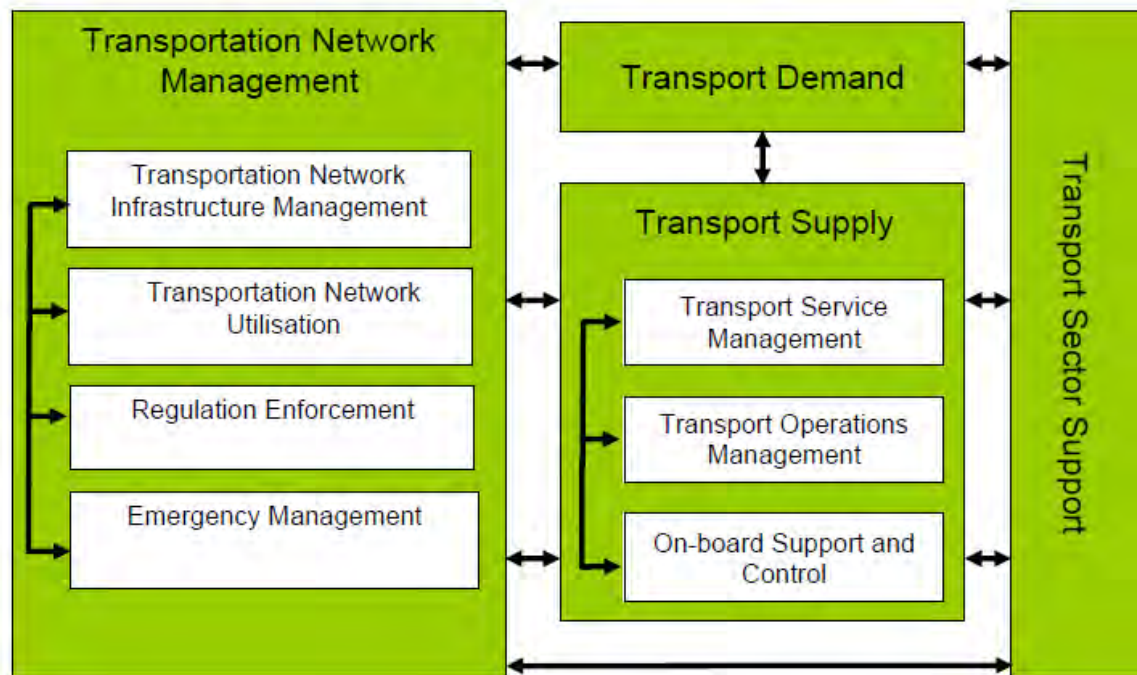 Transportation Network
Management
Transportation Network
Infrastructure Management
Transportation Network
Utilisation
Regulation Enforcement
Emergency Management
Transport Demand
Transport Supply
Transport Service
Management
Transport Operations
Management
On-board Support and
Control
Transport Sector Support